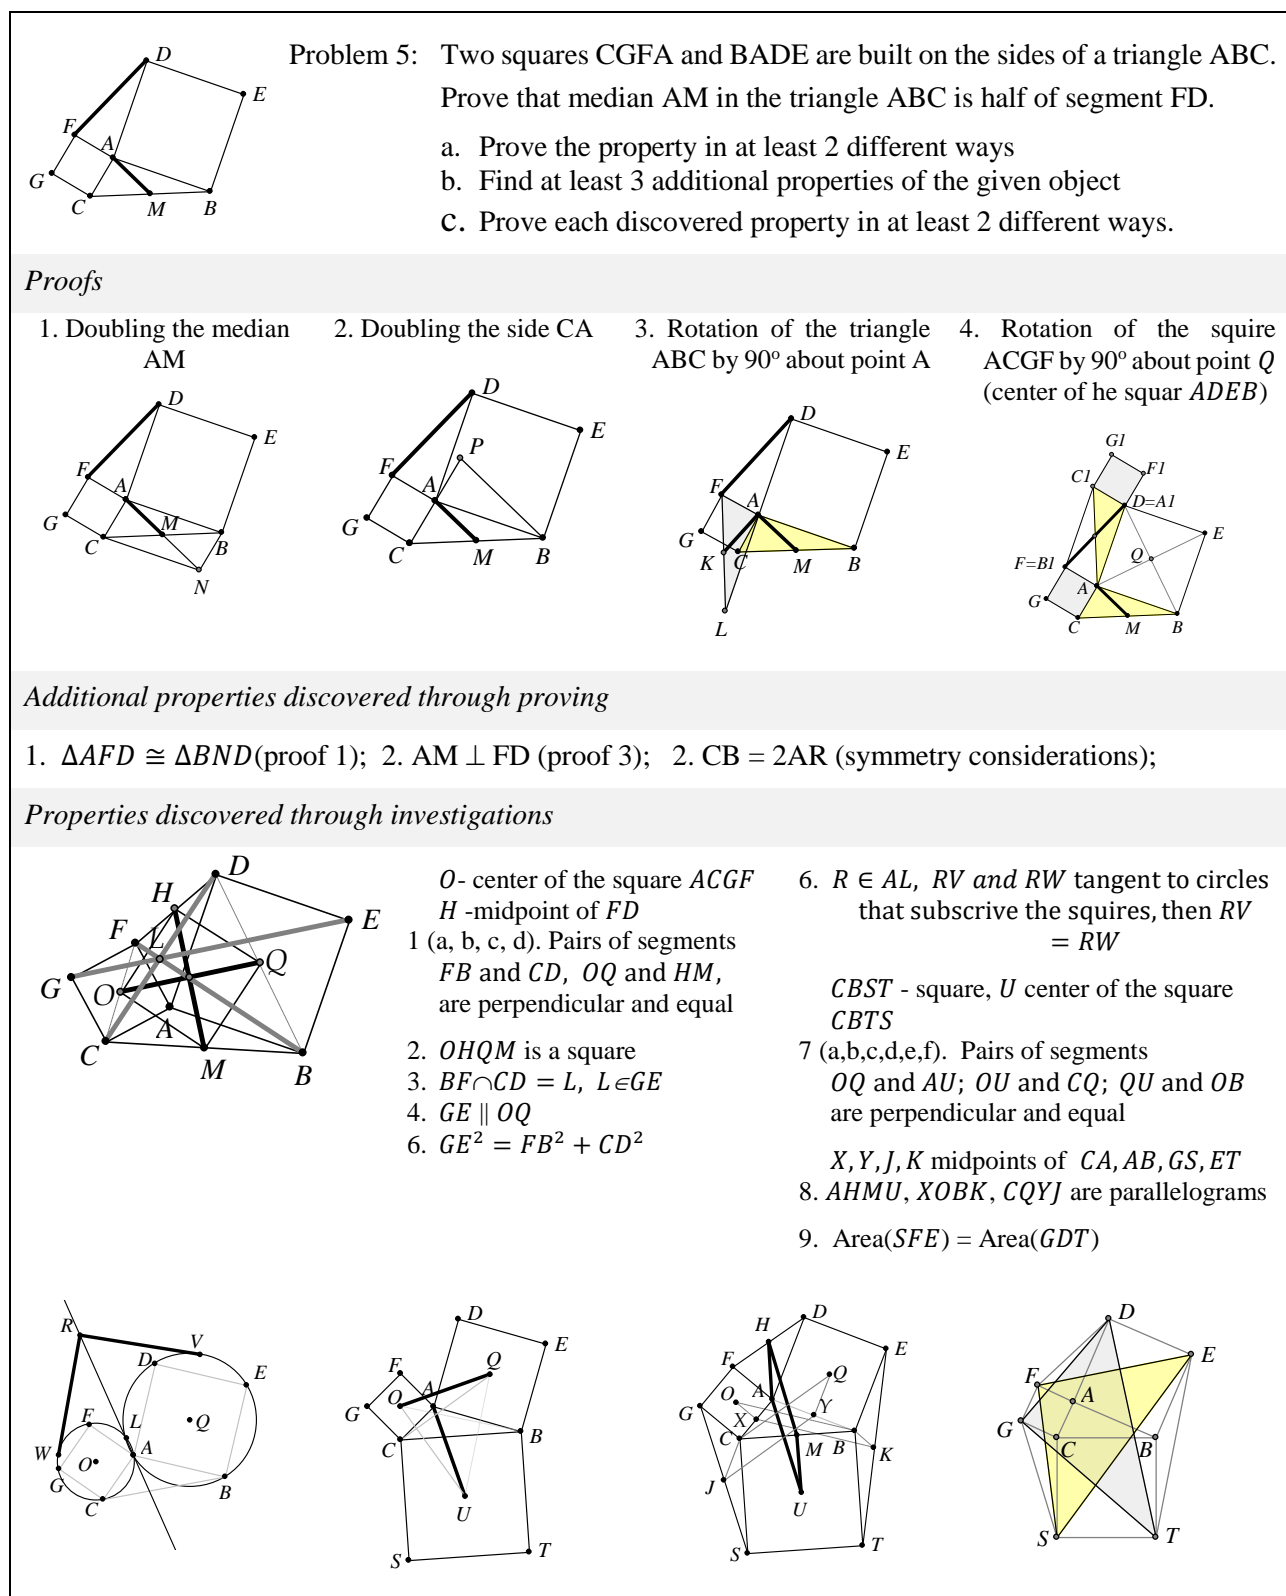 Problem 5: Two squares CGFA and BADE are built on the sides of a triangle ABC.
Prove that median AM in the triangle ABC is half of segment FD.
a. Prove the property in at least 2 different ways
b. Find at least 3 additional properties of the given object
c. Prove each discovered property in at least 2 different ways.
D
E
F
A
G
C
M
B
Proofs
1. Doubling the median
AM
D
E
F
A
G
M
C
B
N
2. Doubling the side CA
D
E
P
F
A
G
C
M
B
3. Rotation of the triangle
ABC by 90° about point A
D
E
F
A
G
K
C
M
B
L
4. Rotation of the squire
ACGF by 90° about point Q
(center of he squar ADEB)
G1
F1
C1
D=A1
E
Q
F=B1
A
G
C
M
B
Additional properties discovered through proving
1. ΔAFD ≅ ΔBND(proof 1); 2. AM ⊥ FD (proof 3); 2. CB = 2AR (symmetry considerations);
Properties discovered through investigations
D
H
E
F
L
Q
G
O
A
C
M
B
O- center of the square ACGF
H -midpoint of FD
1 (a, b, c, d). Pairs of segments
FB and CD, OQ and HM,
are perpendicular and equal
2. OHQM is a square
3. BF∩CD = L, L∈GE
4. GE ∥ OQ
6. GE² = FB² + CD²
6. R ∈ AL, RV and RW tangent to circles
that subscrive the squires, then RV
= RW
CBST - square, U center of the square
CBTS
7 (a,b,c,d,e,f). Pairs of segments
OQ and AU; OU and CQ; QU and OB
are perpendicular and equal
X, Y, J, K midpoints of CA, AB, GS, ET
8. AHMU, XOBK, CQYJ are parallelograms
9. Area(SFE) = Area(GDT)
R
V
D
E
F
L
Q
W
A
O
G
C
B
D
E
F
Q
O
A
G
C
B
U
S
T
H
D
F
E
A
Q
O
G
X
Y
C
M
B
K
J
U
S
T
D
E
F
A
G
C
B
S
T